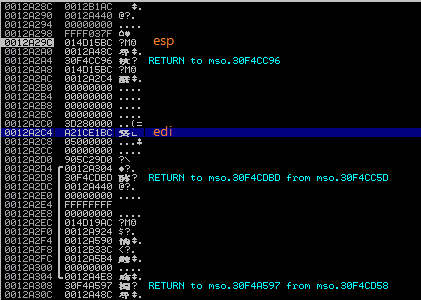 0012A28C 0012B1AC
0012A290 0012A440 @?.
0012A294 00000000 ....
0012A298 FFFF037F
0012A29C 014D15BC ?M0 esp
0012A2A0 0012A48C
0012A2A4 30F4CC96 RETURN to mso.30F4CC96
0012A2A8 014D15BC ?M0
0012A2AC 0012A2C4
0012A2B0 00000000 ....
0012A2B4 00000000 ....
0012A2B8 00000000 ....
0012A2BC 00000000 ....
0012A2C0 3D280000 ..(=
0012A2C4 A21CE1BC edi
0012A2C8 05000000
0012A2CC 00000000 ....
0012A2D0 905C29D0 ?\
0012A2D4 0012A304
0012A2D8 30F4CDBD RETURN to mso.30F4CDBD from mso.30F4CC5D
0012A2DC 0012A440 @?.
0012A2E0 00000000 ....
0012A2E4 FFFFFFFF
0012A2E8 00000000 ....
0012A2EC 014D19AC ?M0
0012A2F0 0012A924 $?.
0012A2F4 0012A590
0012A2F8 0012B33C <?.
0012A2FC 0012A5B4
0012A300 00000000 ....
0012A304 0012A4E8
0012A308 30F4A597 RETURN to mso.30F4A597 from mso.30F4CD58
0012A30C 0012A48C